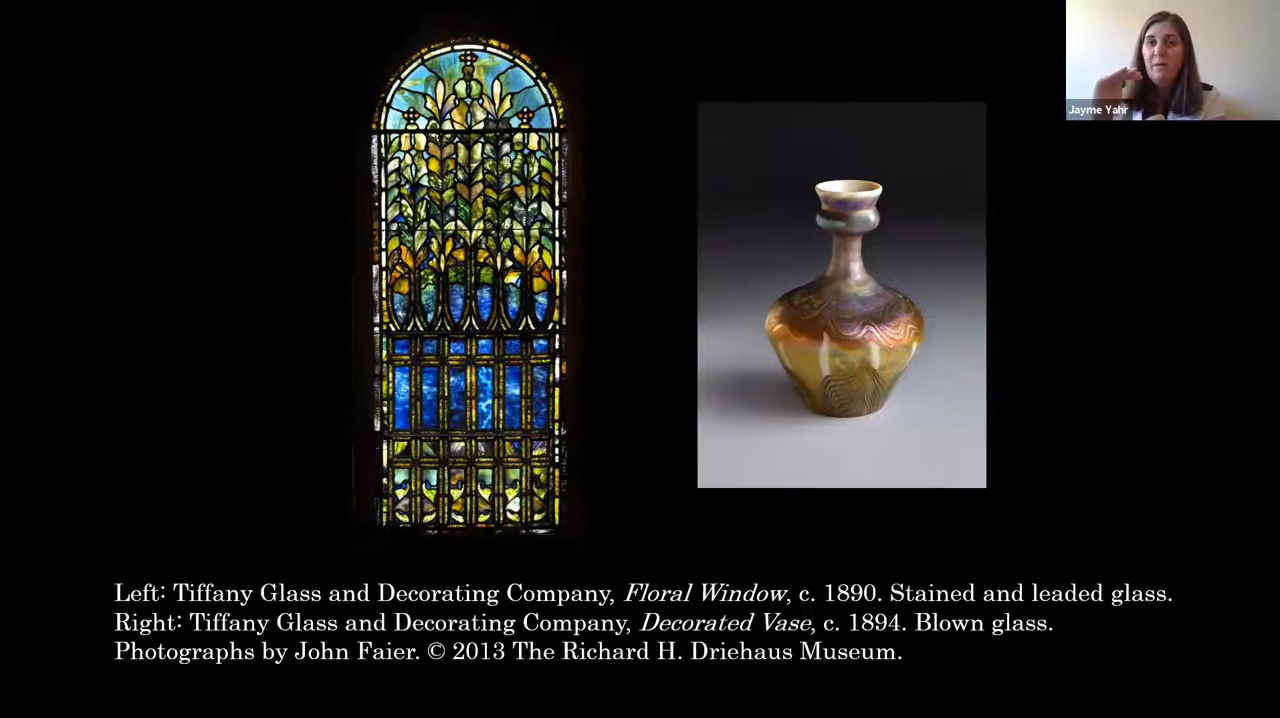 Jayme Yahr
Left: Tiffany Glass and Decorating Company, Floral Window, c. 1890. Stained and leaded glass.
Right: Tiffany Glass and Decorating Company, Decorated Vase, c. 1894. Blown glass.
Photographs by John Faier. © 2013 The Richard H. Driehaus Museum.